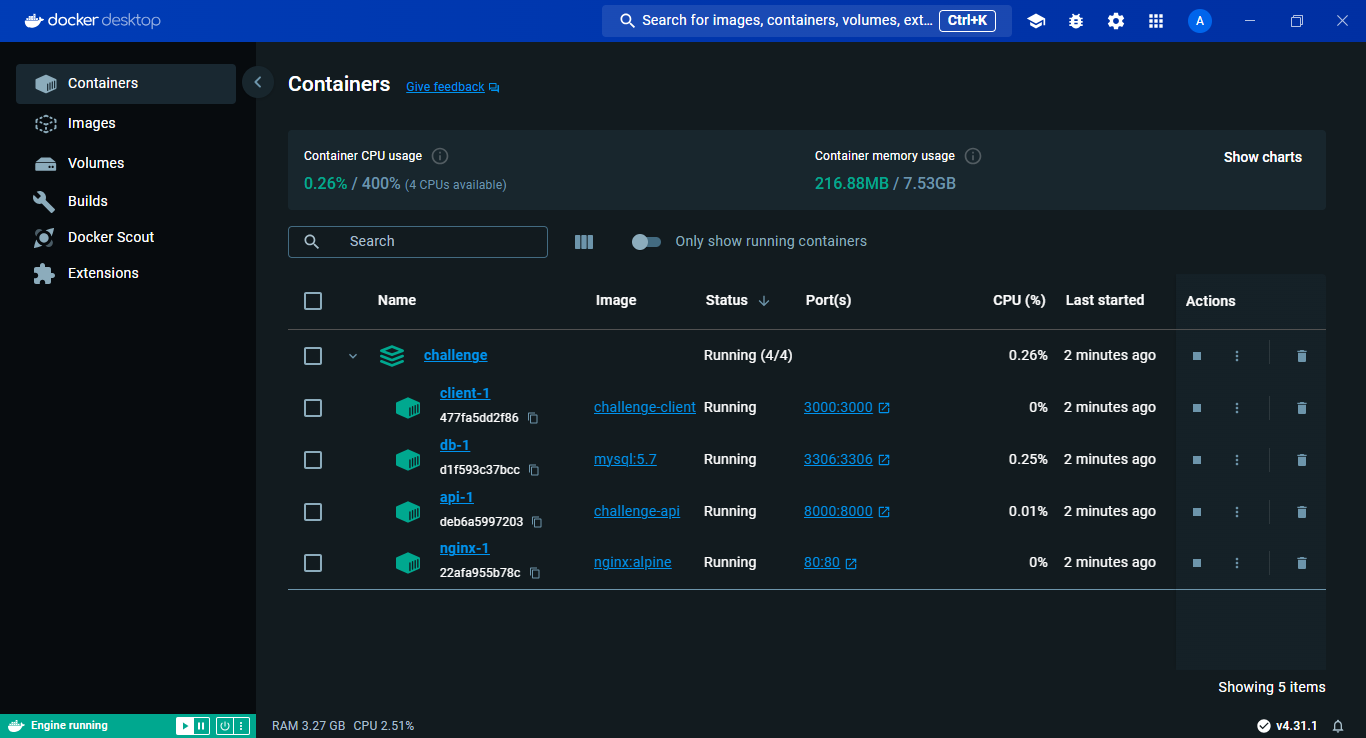 docker desktop
Search for images, containers, volumes, ext... Ctrl+K
A
Containers
Images
Volumes
Builds
Docker Scout
Extensions
Containers Give feedback
Container CPU usage
0.26% / 400% (4 CPUs available)
Container memory usage
216.88MB / 7.53GB
Show charts
Search
Only show running containers
Name Image Status Port(s) CPU (%) Last started Actions
challenge Running (4/4) 0.26% 2 minutes ago
client-1
477fa5dd2f86
challenge-client Running 3000:3000 0% 2 minutes ago
db-1
d1f593c37bcc
mysql:5.7 Running 3306:3306 0.25% 2 minutes ago
api-1
deb6a5997203
challenge-api Running 8000:8000 0.01% 2 minutes ago
nginx-1
22afa955b78c
nginx:alpine Running 80:80 0% 2 minutes ago
Showing 5 items
Engine running
RAM 3.27 GB CPU 2.51%
v4.31.1